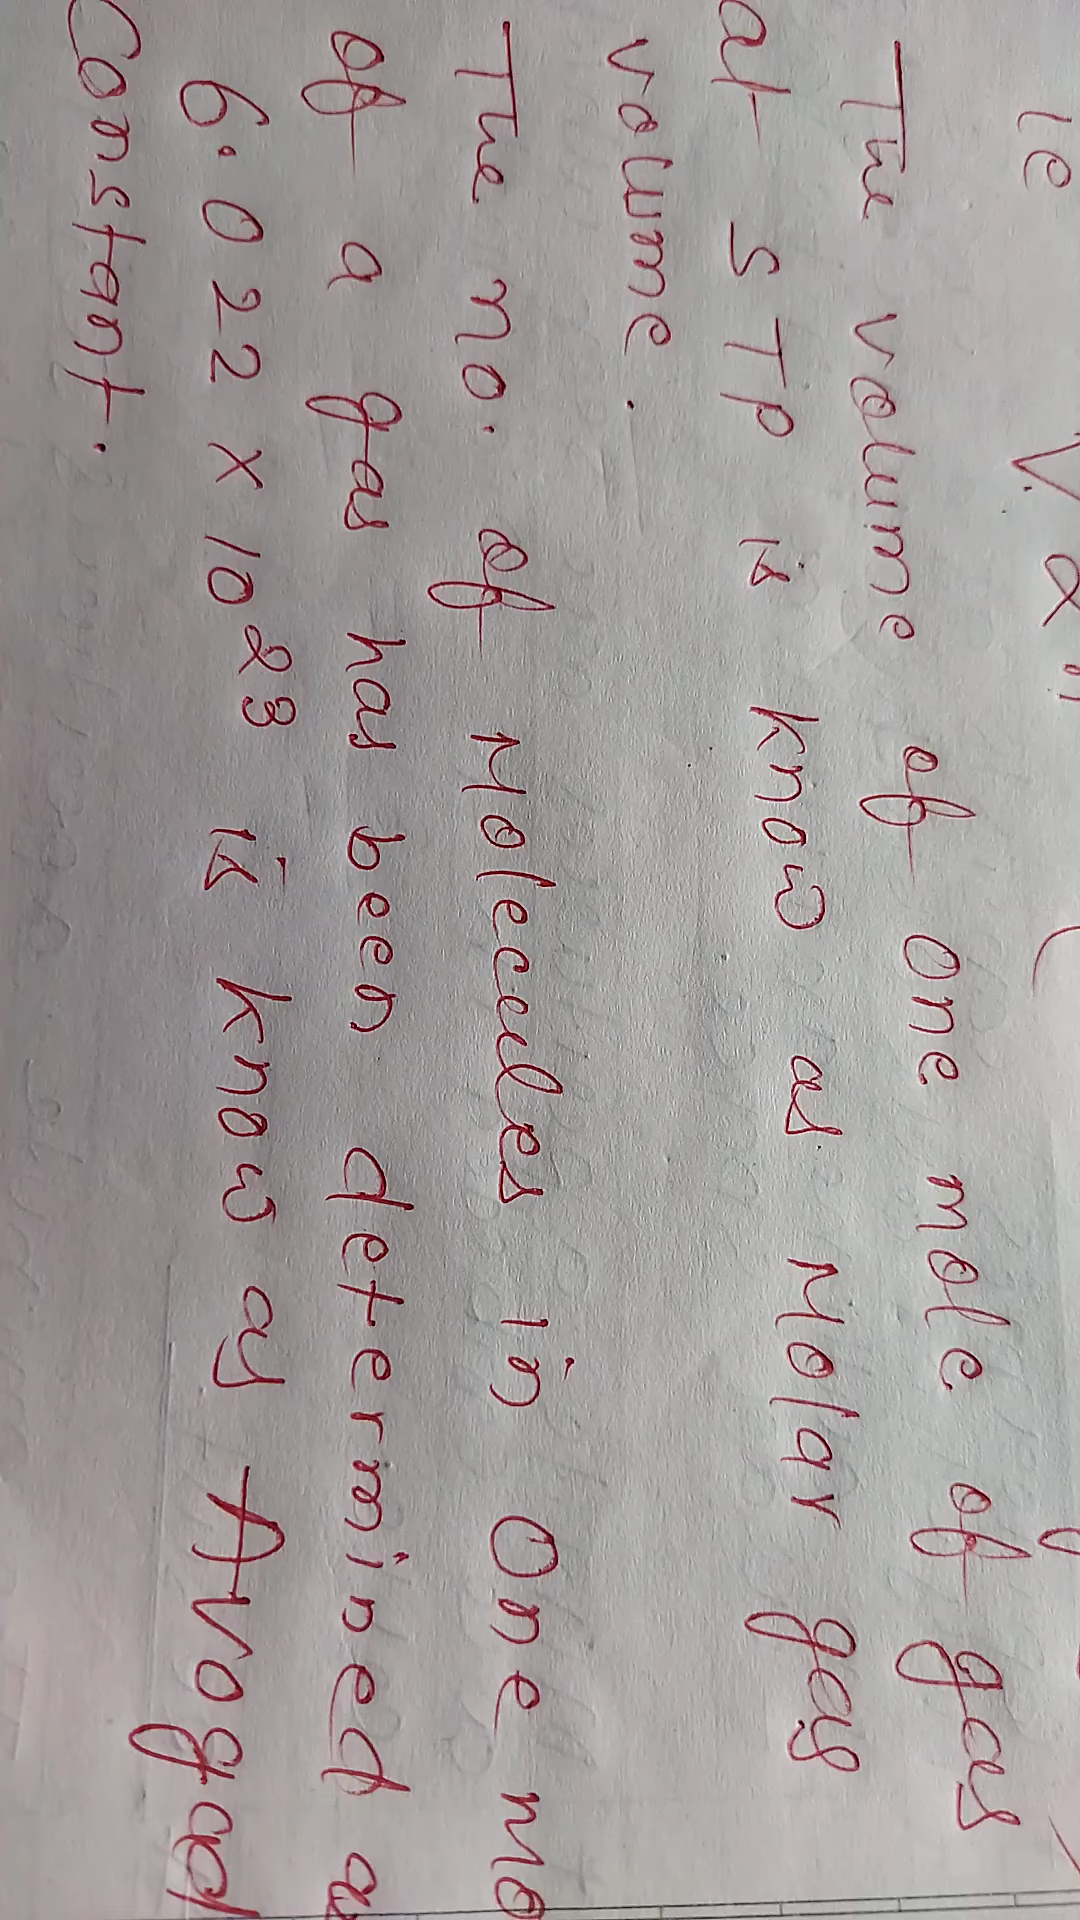 ie V ∝ n
The volume of one mole of gas
at STP is know as Molar gas
volume.
The no. of Molecules in one mo
of a gas has been determined a
6.022 x 10²³ is know as Avogad
Constant.